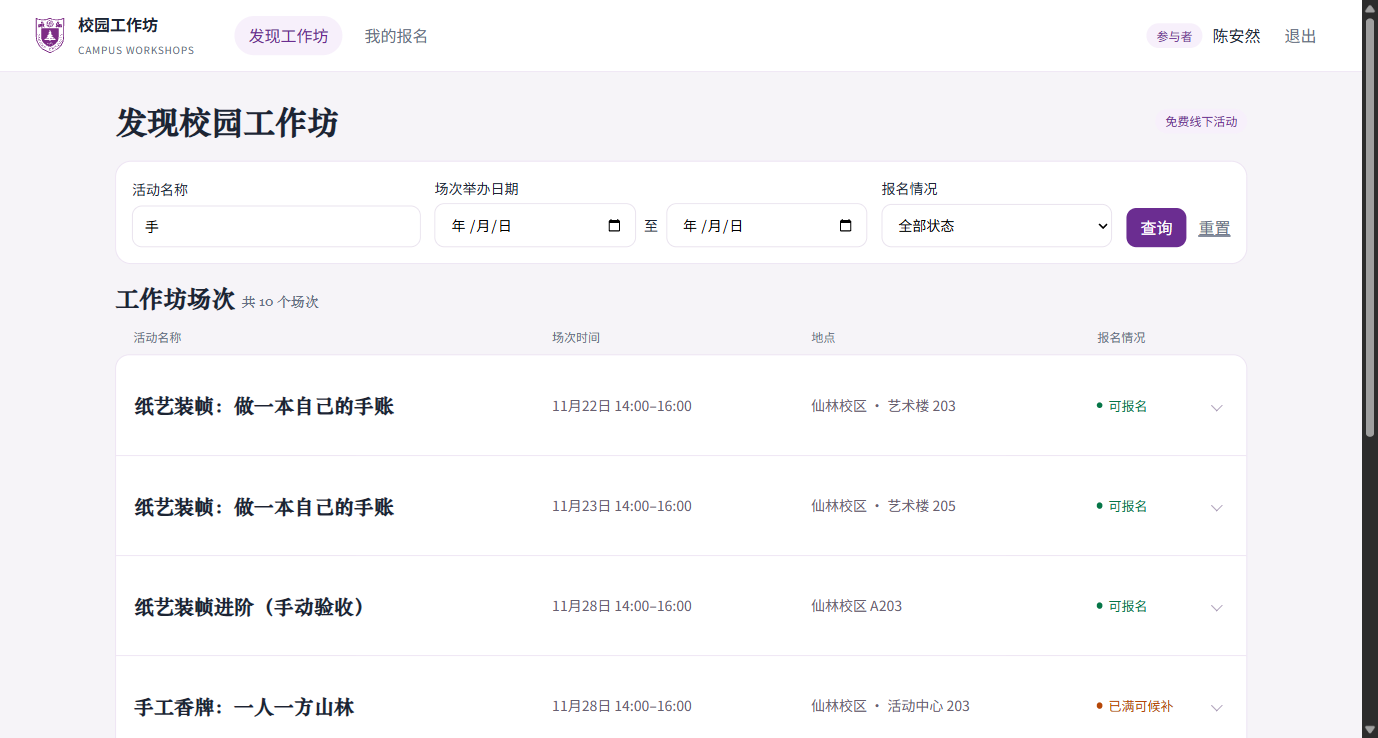 校园工作坊
CAMPUS WORKSHOPS
发现工作坊
我的报名
参与者
陈安然
退出
发现校园工作坊
免费线下活动
活动名称
场次举办日期
报名情况
手
年 /月/日
至
年 /月/日
全部状态
查询
重置
工作坊场次 共 10 个场次
活动名称 场次时间 地点 报名情况
纸艺装帧：做一本自己的手账 11月22日 14:00–16:00 仙林校区 · 艺术楼 203 可报名
纸艺装帧：做一本自己的手账 11月23日 14:00–16:00 仙林校区 · 艺术楼 205 可报名
纸艺装帧进阶（手动验收） 11月28日 14:00–16:00 仙林校区 A203 可报名
手工香牌：一人一方山林 11月28日 14:00–16:00 仙林校区 · 活动中心 203 已满可候补